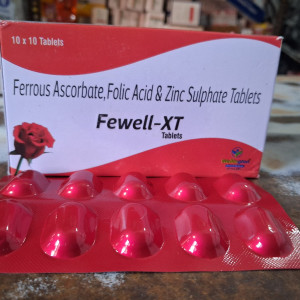 10 x 10 Tablets
Ferrous Ascorbate,Folic Acid & Zinc Sulphate Tablets
Fewell-XT
Tablets